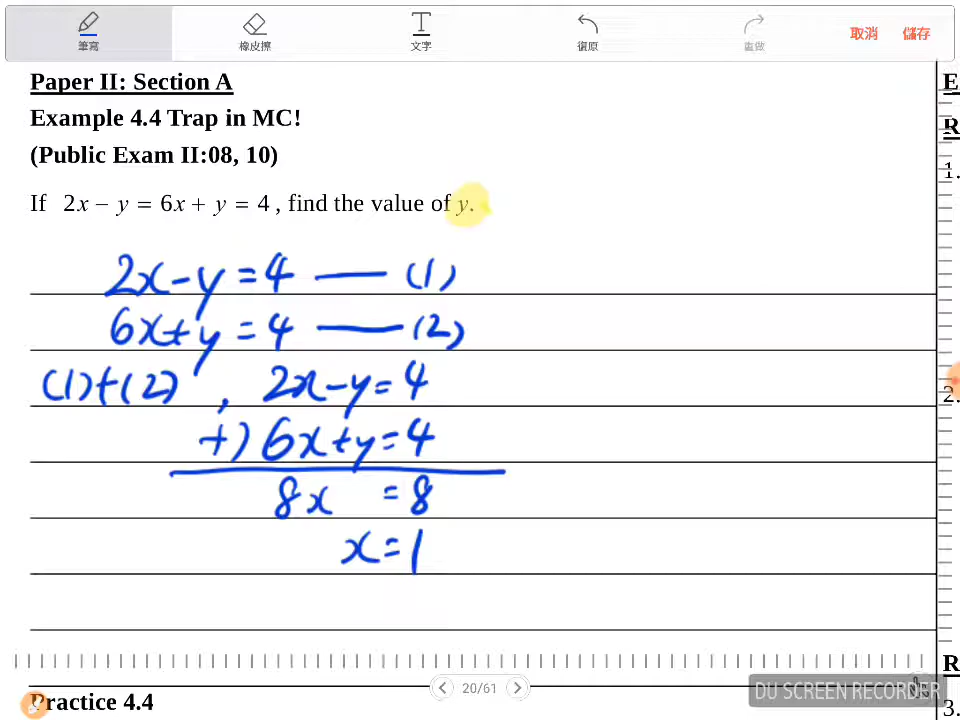 筆寫 橡皮擦 文字 復原 重做 取消 儲存
Paper II: Section A
Example 4.4 Trap in MC!
(Public Exam II:08, 10)
If 2x − y = 6x + y = 4 , find the value of y.
2x-y=4 — (1)
6x+y=4 — (2)
(1)+(2) , 2x-y=4
+) 6x+y=4
8x =8
x=1
20/61
Practice 4.4
DU SCREEN RECORDER
E
R
1.
2.
R
3.